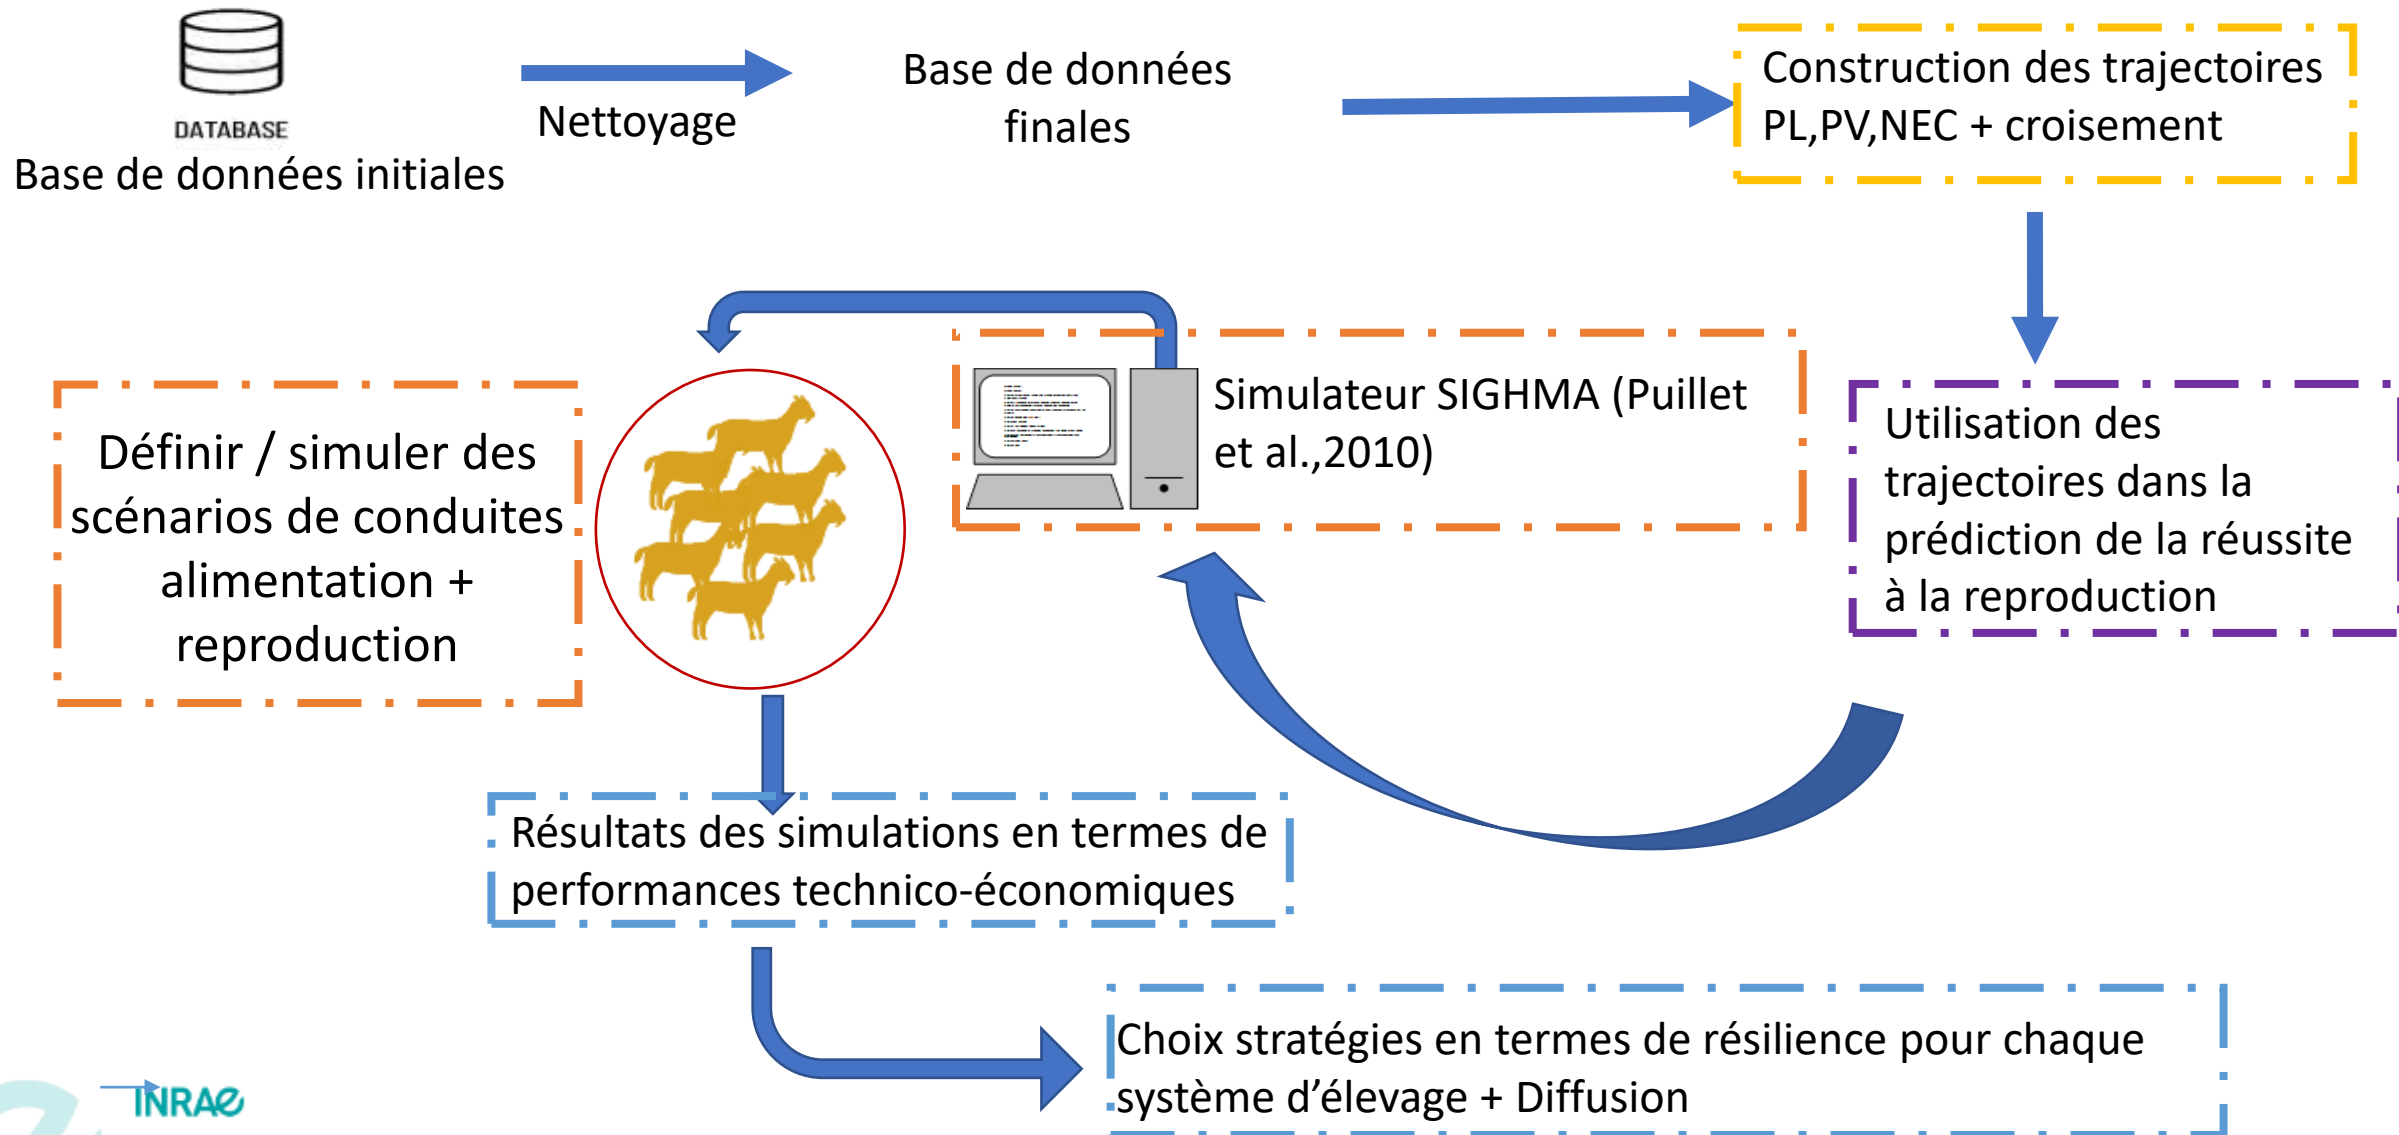 DATABASE
Base de données initiales
Nettoyage
Base de données
finales
Construction des trajectoires
PL,PV,NEC + croisement
Utilisation des
trajectoires dans la
prédiction de la réussite
à la reproduction
Simulateur SIGHMA (Puillet
et al.,2010)
Définir / simuler des
scénarios de conduites
alimentation +
reproduction
Résultats des simulations en termes de
performances technico-économiques
Choix stratégies en termes de résilience pour chaque
système d’élevage + Diffusion
INRAE